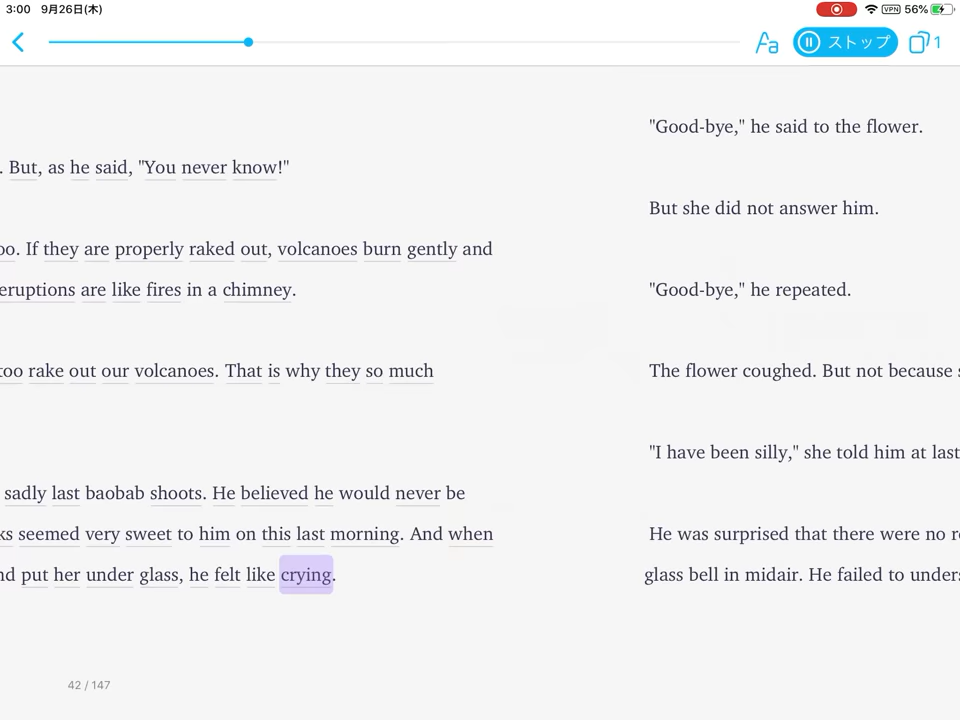 3:00 9月26日(木)
VPN 56%
Aa ストップ 1
. But, as he said, "You never know!"
oo. If they are properly raked out, volcanoes burn gently and
eruptions are like fires in a chimney.
too rake out our volcanoes. That is why they so much
sadly last baobab shoots. He believed he would never be
ks seemed very sweet to him on this last morning. And when
nd put her under glass, he felt like crying.
42 / 147
"Good-bye," he said to the flower.
But she did not answer him.
"Good-bye," he repeated.
The flower coughed. But not because s
"I have been silly," she told him at last
He was surprised that there were no re
glass bell in midair. He failed to unders